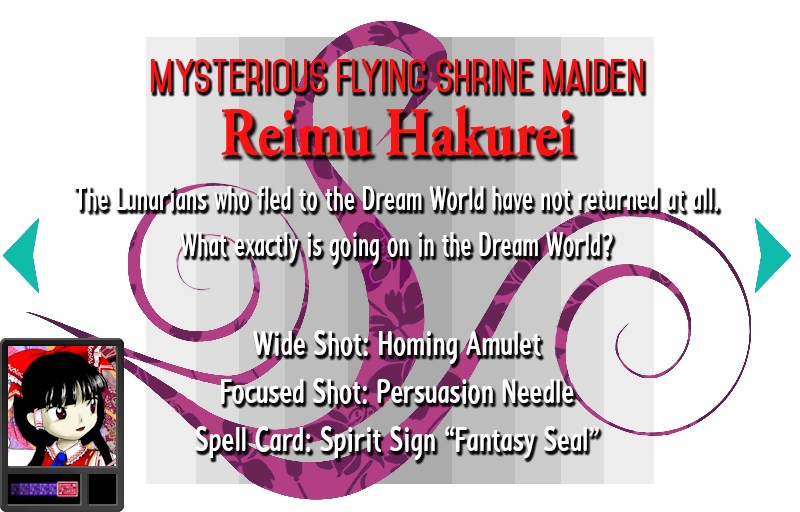 MYSTERIOUS FLYING SHRINE MAIDEN
Reimu Hakurei
The Lunarians who fled to the Dream World have not returned at all.
What exactly is going on in the Dream World?
Wide Shot: Homing Amulet
Focused Shot: Persuasion Needle
Spell Card: Spirit Sign “Fantasy Seal”